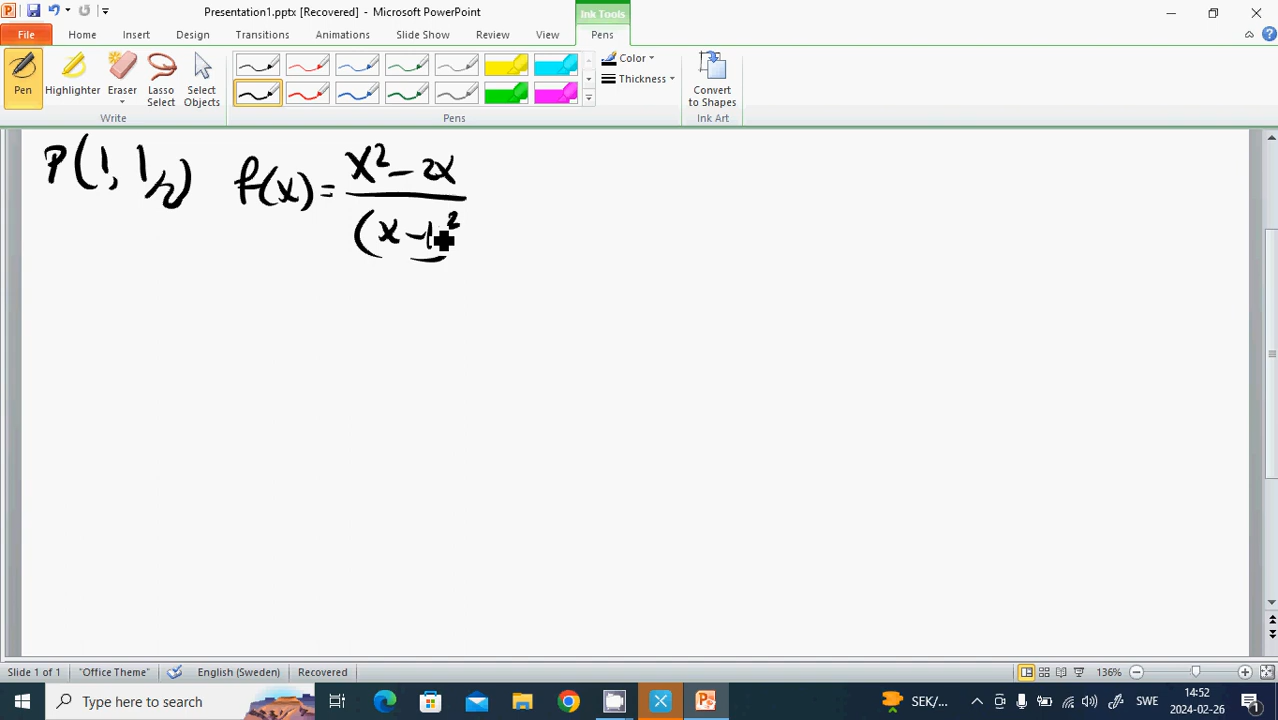 Presentation1.pptx [Recovered] - Microsoft PowerPoint
Ink Tools
File Home Insert Design Transitions Animations Slide Show Review View Pens
Pen Highlighter Eraser Lasso Select Select Objects
Color
Thickness
Convert to Shapes
Write Pens Ink Art
P(1, 1/2) f(x) = x² - 2x
(x-1)²
Slide 1 of 1 "Office Theme" English (Sweden) Recovered 136%
Type here to search SEK/... SWE 14:52
2024-02-26 1